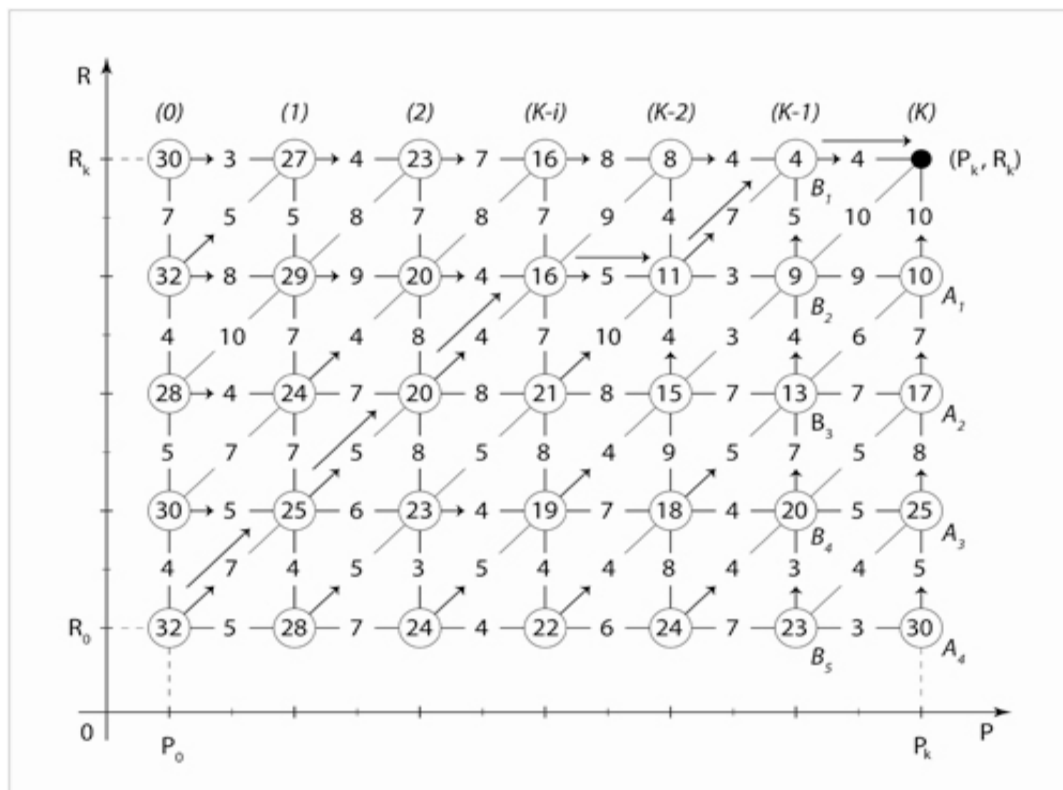 R
(0) (1) (2) (K-i) (K-2) (K-1) (K)
R_k 30 3 27 4 23 7 16 8 8 4 4 4 (P_k, R_k)
B_1
7 5 5 8 7 8 7 9 4 7 5 10 10
32 8 29 9 20 4 16 5 11 3 9 9 10 A_1
B_2
4 10 7 4 8 4 7 10 4 3 4 6 7
28 4 24 7 20 8 21 8 15 7 13 7 17 A_2
B_3
5 7 7 5 8 5 8 4 9 5 7 5 8
30 5 25 6 23 4 19 7 18 4 20 5 25 A_3
B_4
4 7 4 5 3 5 4 4 8 4 3 4 5
R_0 32 5 28 7 24 4 22 6 24 7 23 3 30 A_4
B_5
0 P_0 P_k P